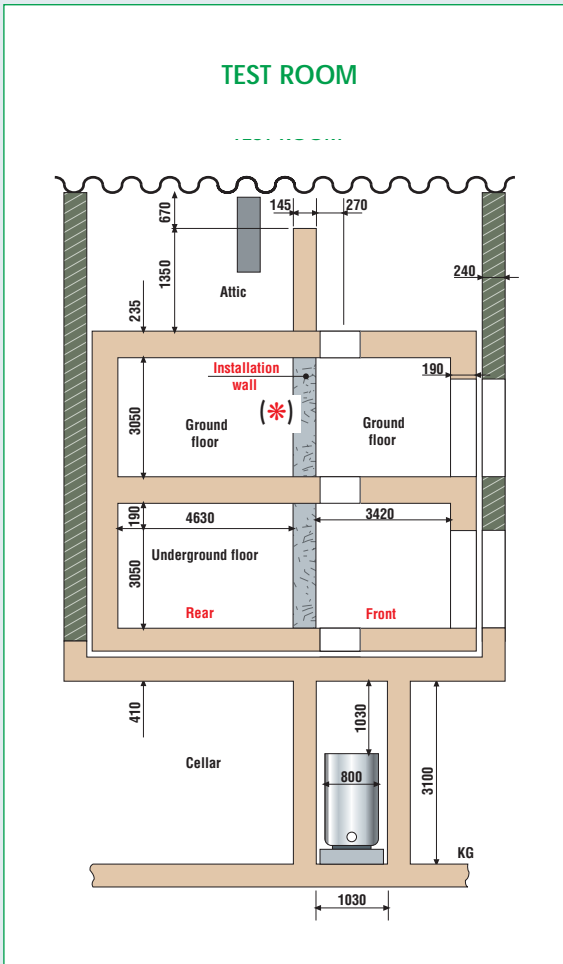 TEST ROOM
670
145
270
1350
Attic
240
235
Installation
wall
190
(*)
3050
Ground
floor
Ground
floor
190
4630
3420
3050
Underground floor
Rear
Front
410
1030
3100
Cellar
800
KG
1030